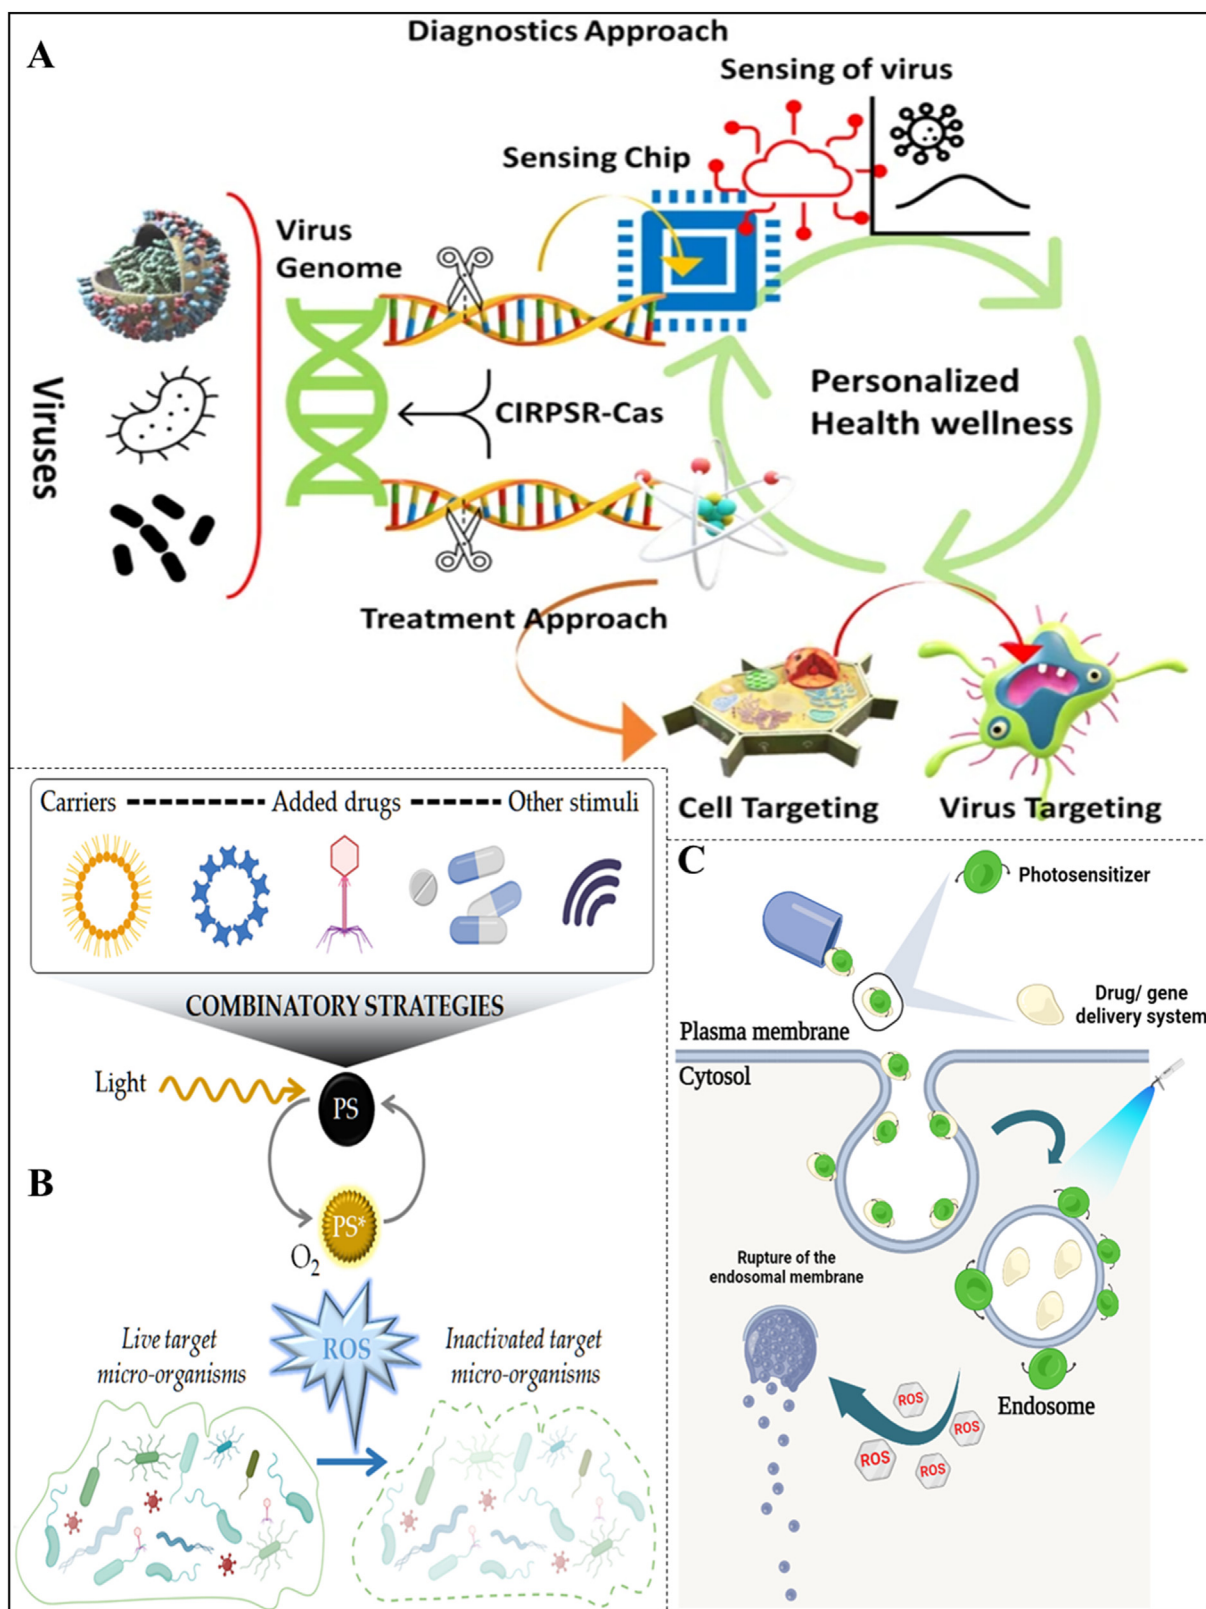 A
Diagnostics Approach
Sensing of virus
Sensing Chip
Virus
Genome
Viruses
CIRPSR-Cas
Personalized
Health wellness
Treatment Approach
Cell Targeting
Virus Targeting
Carriers
Added drugs
Other stimuli
COMBINATORY STRATEGIES
Light
PS
B
PS*
O2
ROS
Live target
micro-organisms
Inactivated target
micro-organisms
C
Photosensitizer
Drug/ gene
delivery system
Plasma membrane
Cytosol
Rupture of the
endosomal membrane
Endosome
ROS
ROS
ROS
ROS